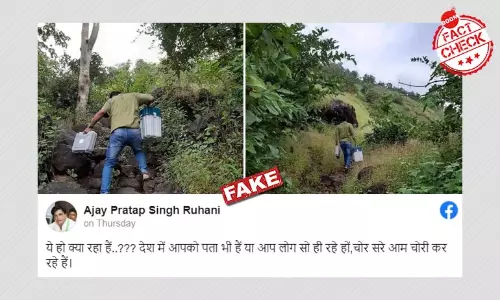 BOOM
FACT
CHECK
FAKE
Ajay Pratap Singh Ruhani
on Thursday
ये हो क्या रहा हैं..??? देश में आपको पता भी हैं या आप लोग सो ही रहे हों,चोर सरे आम चोरी कर
रहे हैं।